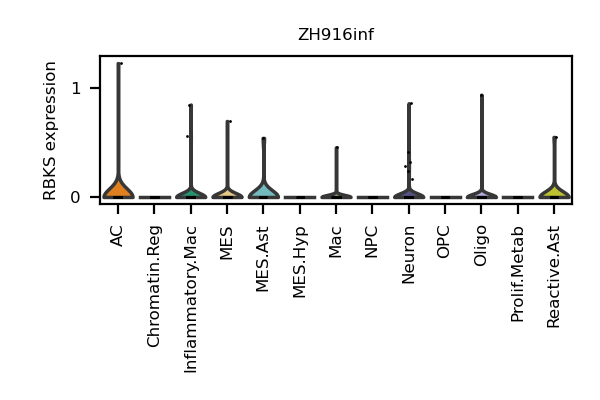 ZH916inf
RBKS expression
1
0
AC
Chromatin.Reg
Inflammatory.Mac
MES
MES.Ast
MES.Hyp
Mac
NPC
Neuron
OPC
Oligo
Prolif.Metab
Reactive.Ast